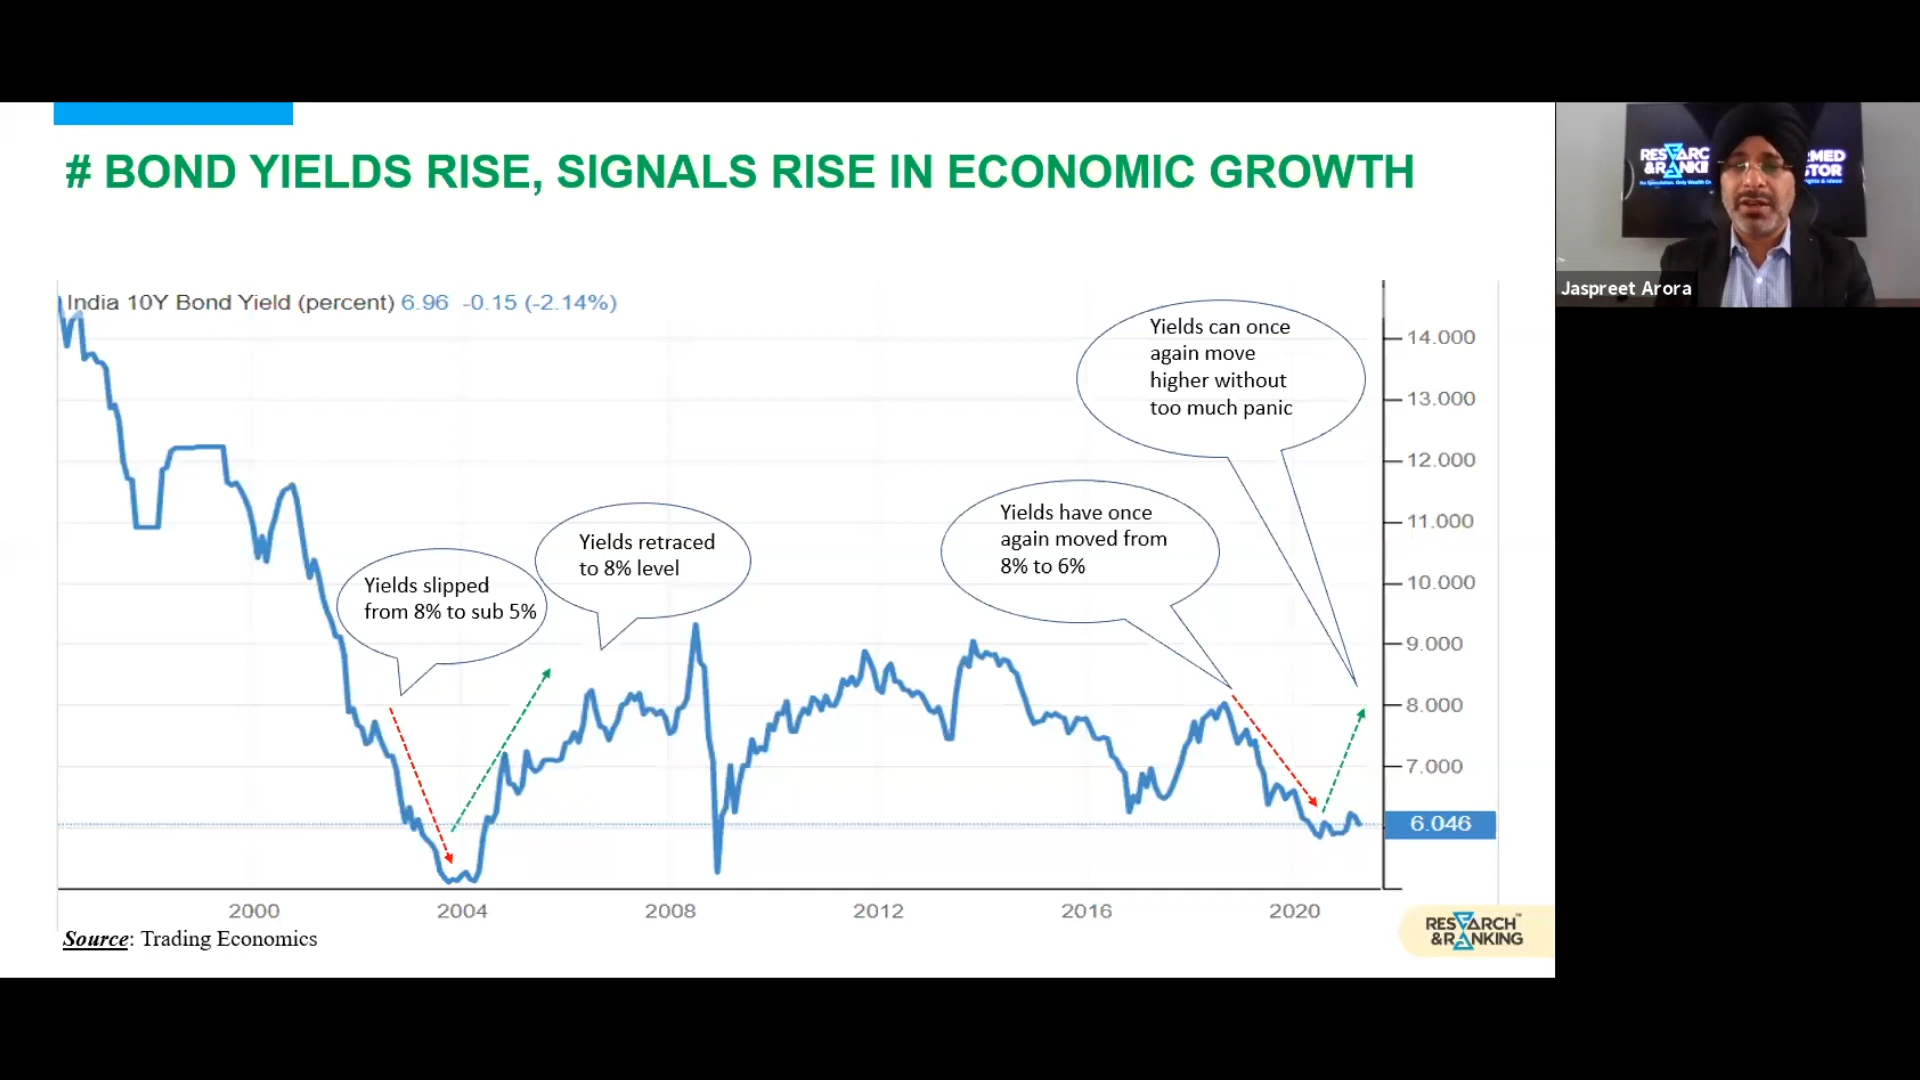 # BOND YIELDS RISE, SIGNALS RISE IN ECONOMIC GROWTH
India 10Y Bond Yield (percent) 6.96 -0.15 (-2.14%)
Yields slipped
from 8% to sub 5%
Yields retraced
to 8% level
Yields have once
again moved from
8% to 6%
Yields can once
again move
higher without
too much panic
14.000
13.000
12.000
11.000
10.000
9.000
8.000
7.000
6.046
2000
2004
2008
2012
2016
2020
Source: Trading Economics
RESEARCH
&RANKING
Jaspreet Arora